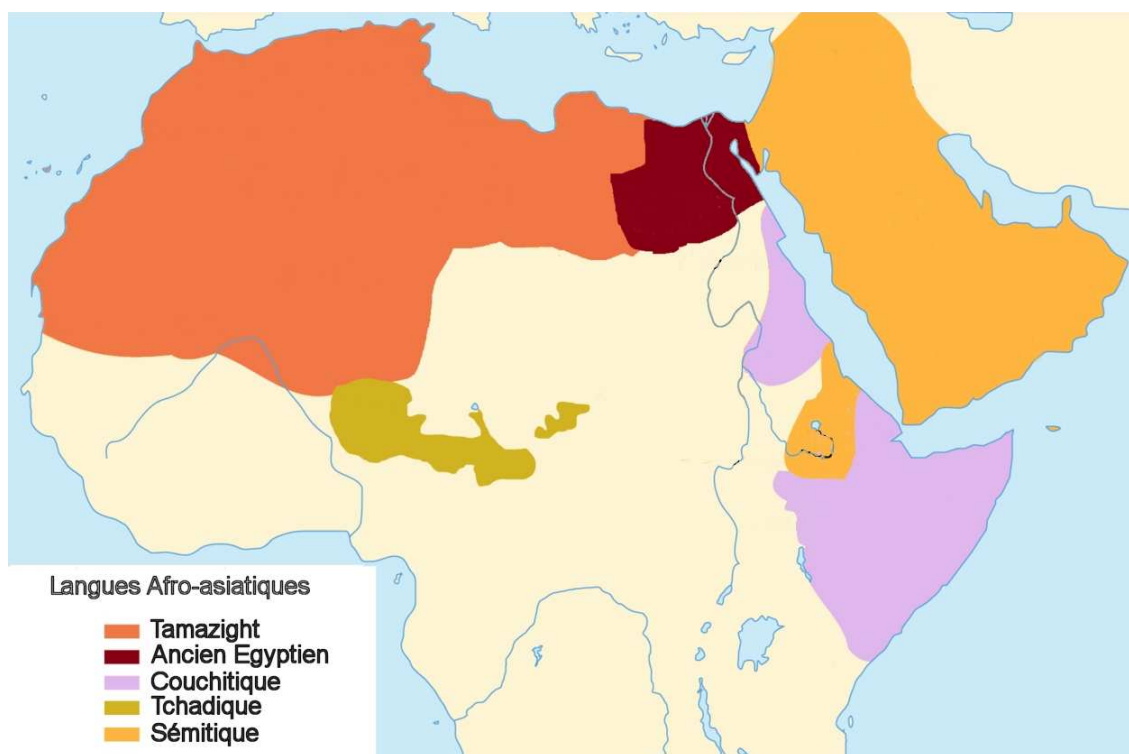 Langues Afro-asiatiques
Tamazight
Ancien Egyptien
Couchitique
Tchadique
Sémitique